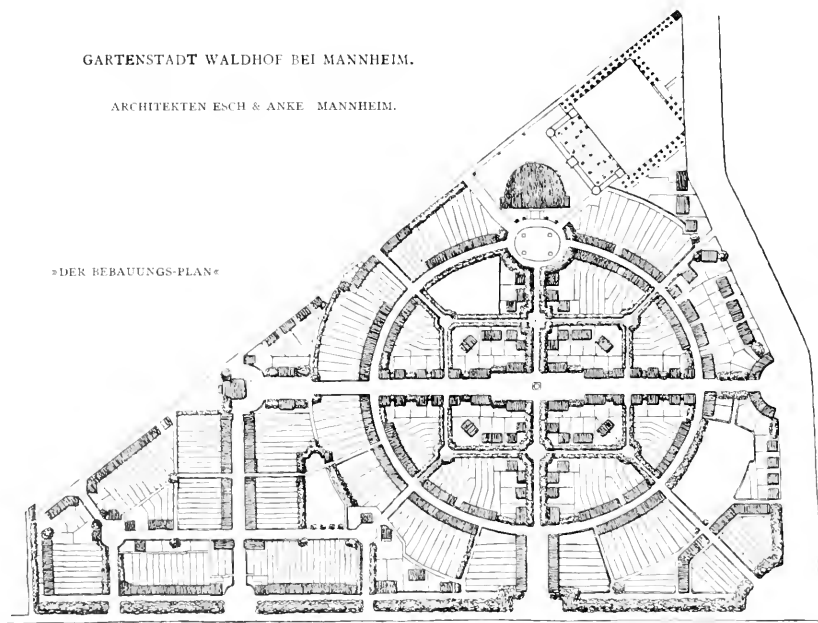 GARTENSTADT WALDHOF BEI MANNHEIM.
ARCHITEKTEN ESCH & ANKE MANNHEIM.
»DER BEBAUUNGS-PLAN«